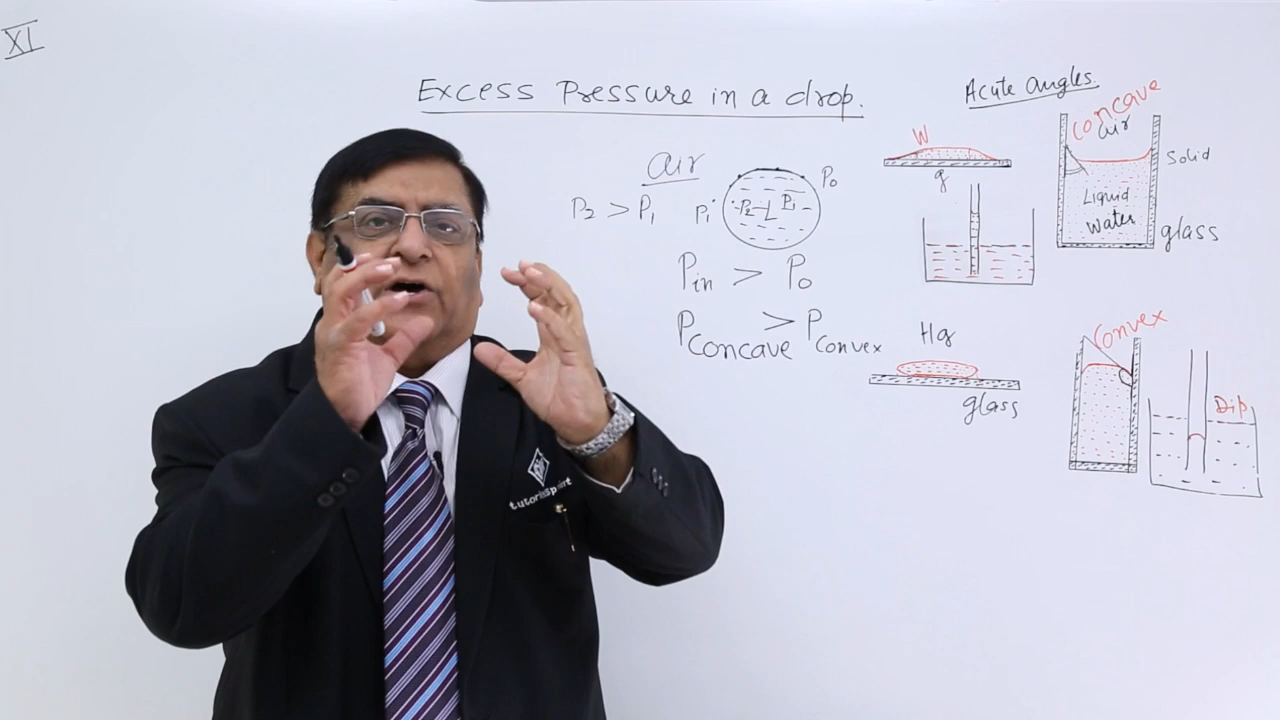 XI
Excess Pressure in a drop.
air
P2 > P1
P1
P2
P1
P0
Pin > P0
Pconcave > Pconvex
Acute angles.
W
g
Concave
air
Solid
Liquid
Water
glass
Hg
glass
Convex
Dip
tutorialspoint